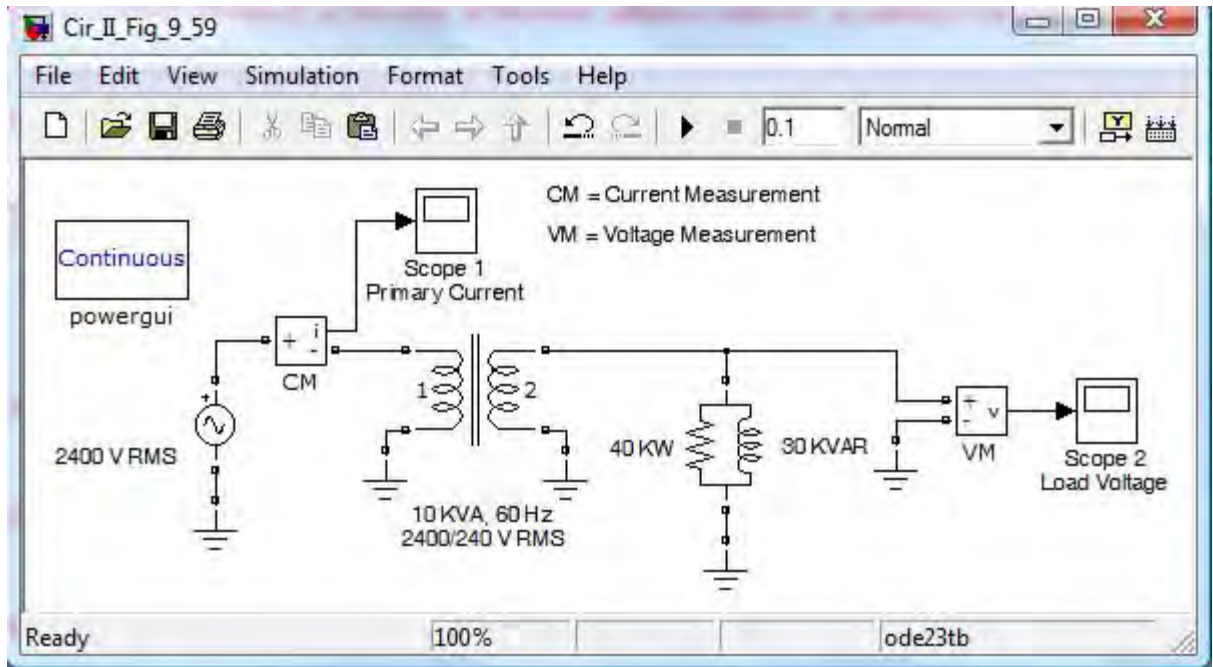 Cir_II_Fig_9_59
File Edit View Simulation Format Tools Help
0.1 Normal
CM = Current Measurement
VM = Voltage Measurement
Continuous
powergui
Scope 1
Primary Current
+ i
-
CM
1
2
+
2400 V RMS
10 KVA, 60 Hz
2400/240 V RMS
40 KW
30 KVAR
+
- v
VM
Scope 2
Load Voltage
Ready 100% ode23tb